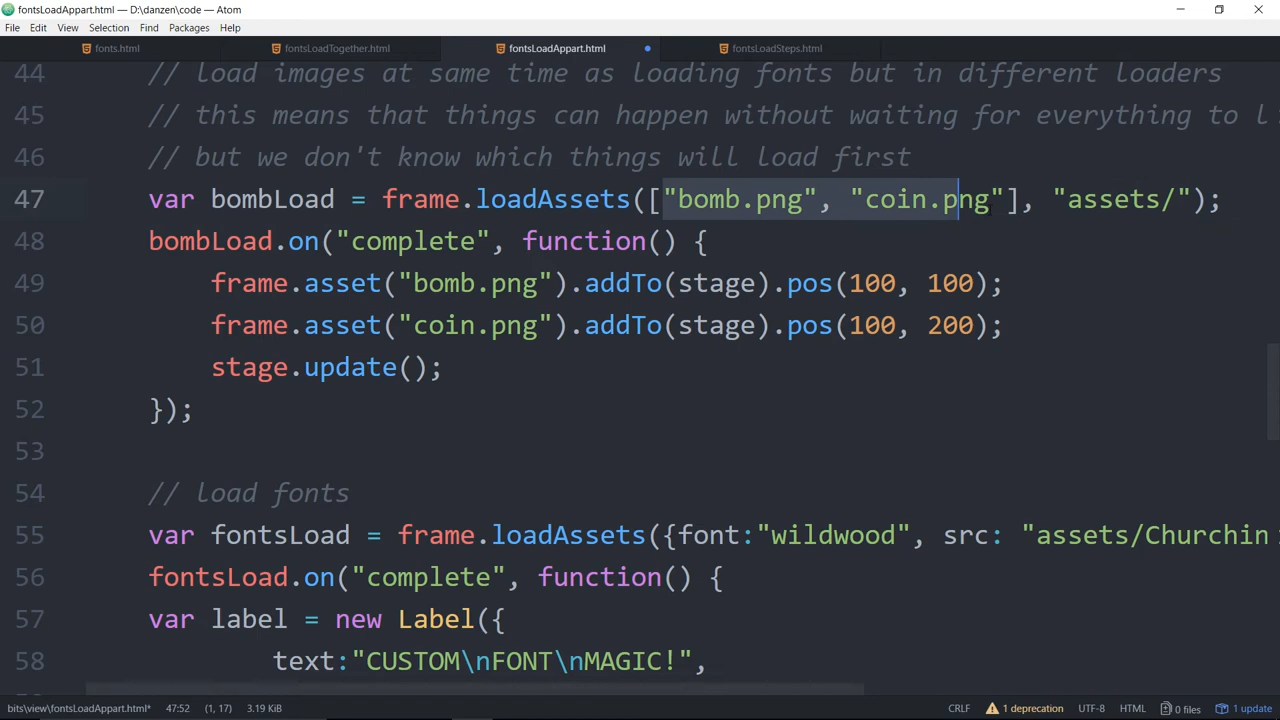 fontsLoadAppart.html — D:\danzen\code — Atom
File Edit View Selection Find Packages Help
fonts.html fontsLoadTogether.html fontsLoadAppart.html fontsLoadSteps.html
44 // load images at same time as loading fonts but in different loaders
45 // this means that things can happen without waiting for everything to l
46 // but we don't know which things will load first
47 var bombLoad = frame.loadAssets(["bomb.png", "coin.png"], "assets/");
48 bombLoad.on("complete", function() {
49 frame.asset("bomb.png").addTo(stage).pos(100, 100);
50 frame.asset("coin.png").addTo(stage).pos(100, 200);
51 stage.update();
52 });
53
54 // load fonts
55 var fontsLoad = frame.loadAssets({font:"wildwood", src: "assets/Churchin
56 fontsLoad.on("complete", function() {
57 var label = new Label({
58 text:"CUSTOM\nFONT\nMAGIC!",
bits\view\fontsLoadAppart.html* 47:52 (1, 17) 3.19 KiB CRLF 1 deprecation UTF-8 HTML 0 files 1 update